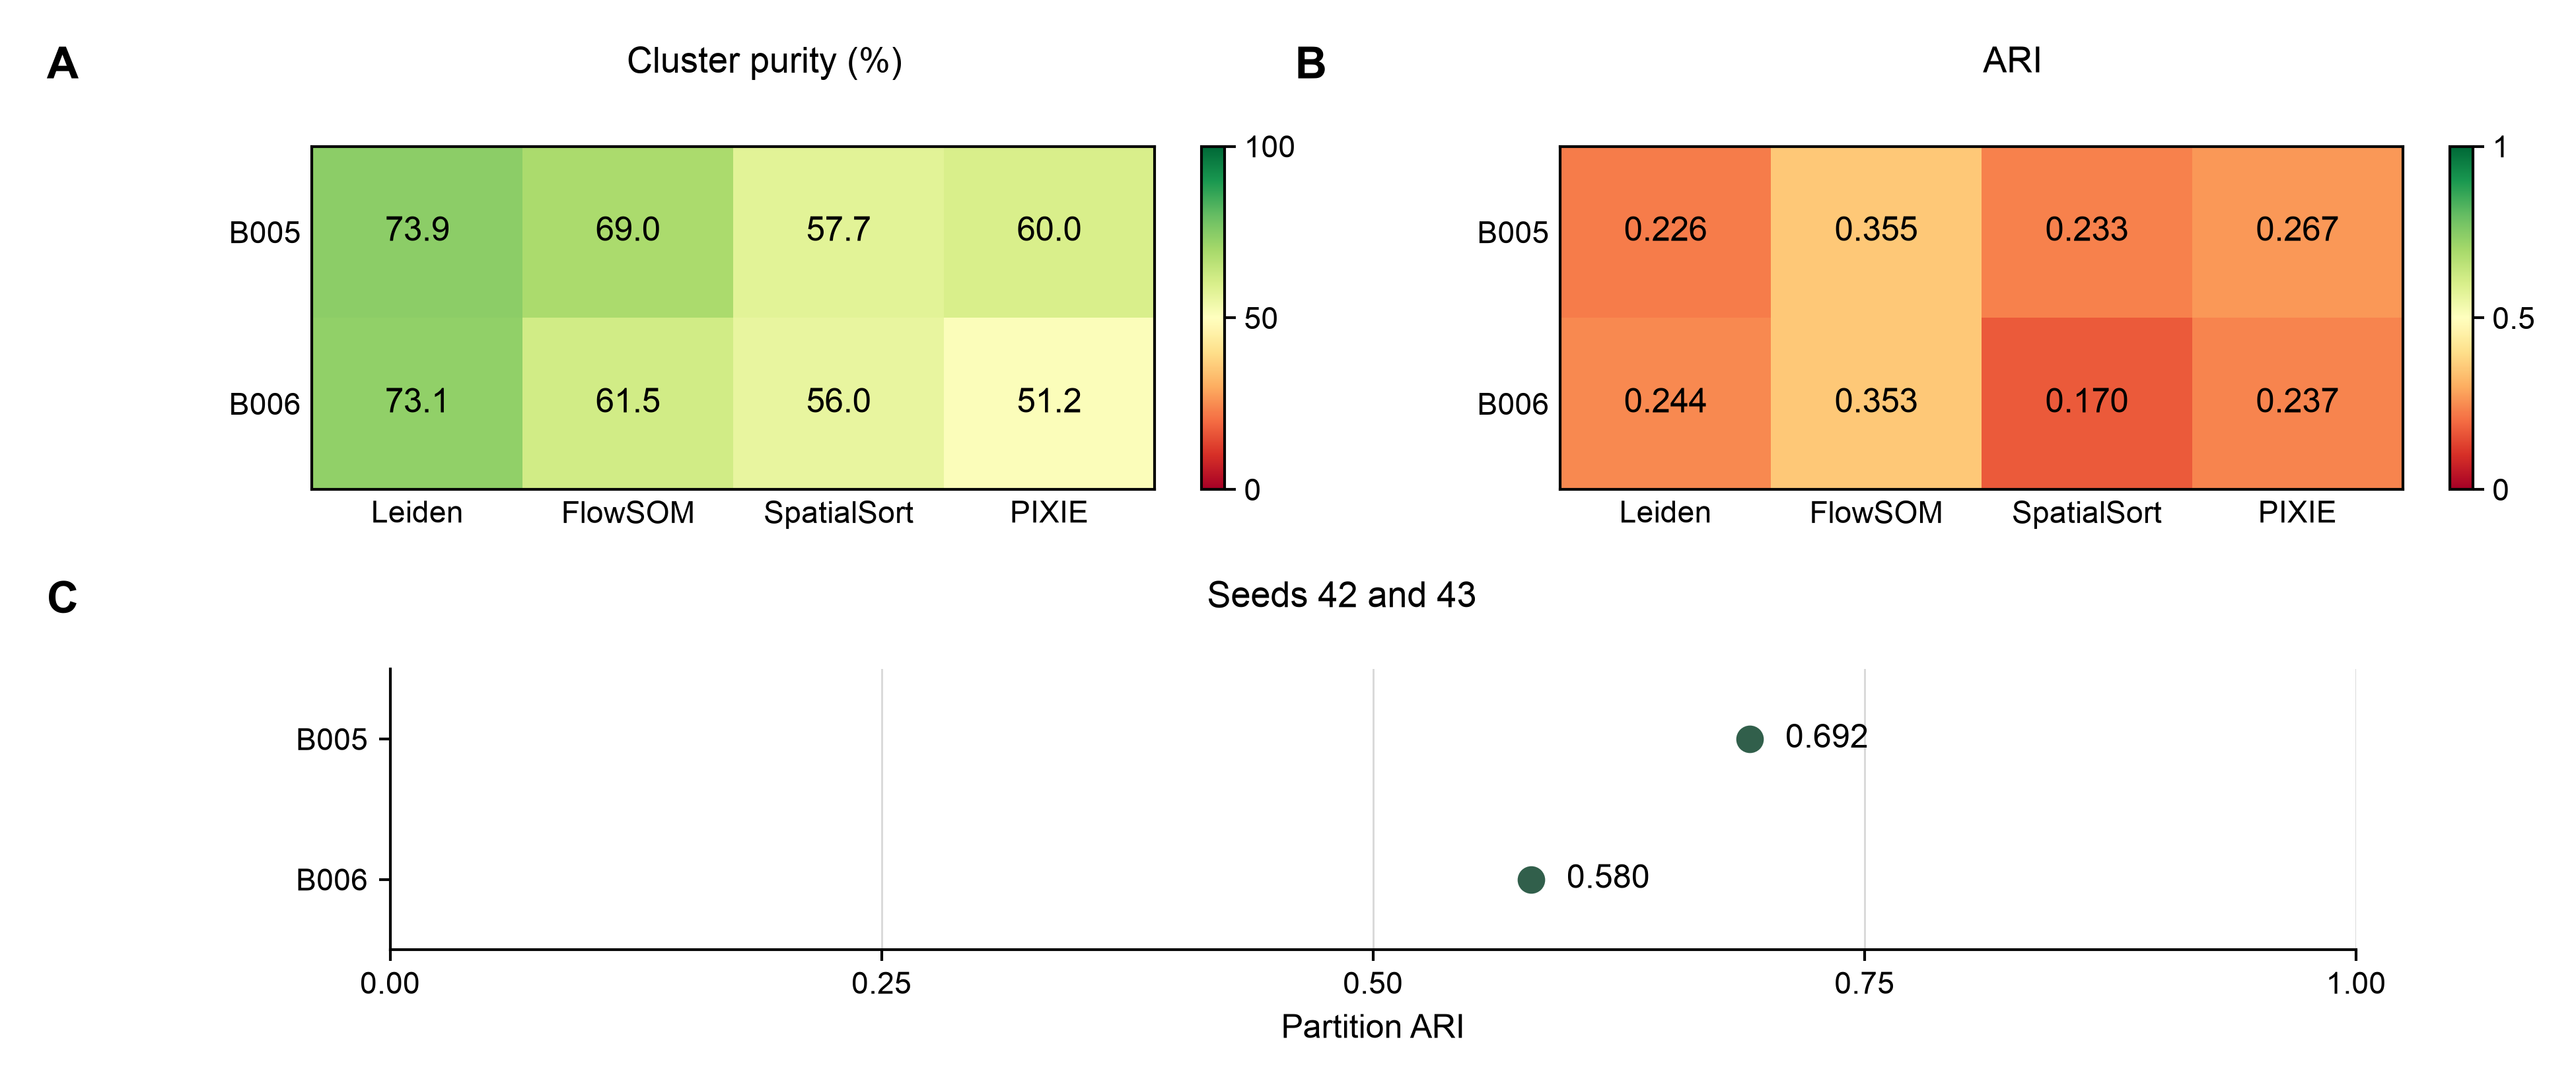 A
Cluster purity (%)
B005 73.9 69.0 57.7 60.0
B006 73.1 61.5 56.0 51.2
Leiden FlowSOM SpatialSort PIXIE
100
50
0
B
ARI
B005 0.226 0.355 0.233 0.267
B006 0.244 0.353 0.170 0.237
Leiden FlowSOM SpatialSort PIXIE
1
0.5
0
C
Seeds 42 and 43
B005 0.692
B006 0.580
0.00 0.25 0.50 0.75 1.00
Partition ARI